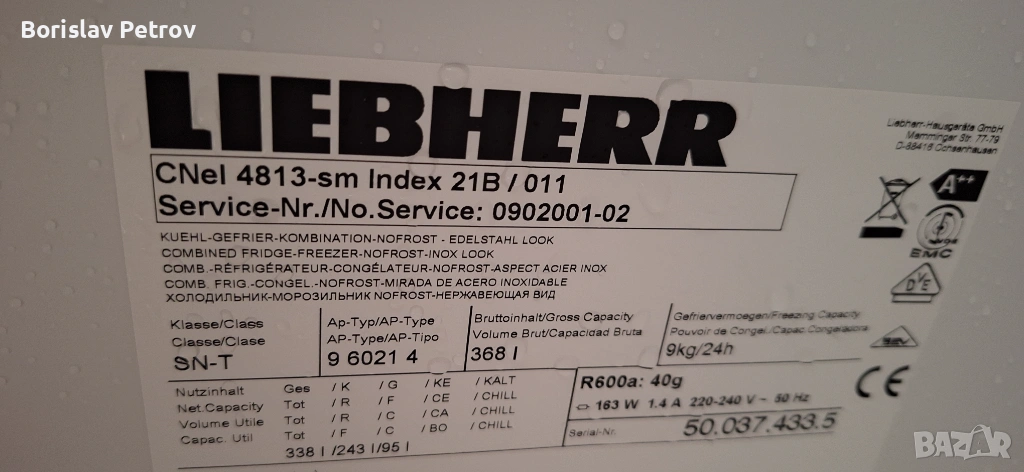 Borislav Petrov
LIEBHERR
Liebherr-Hausgeräte GmbH
Memminger Str. 77-79
D-88416 Ochsenhausen
CNel 4813-sm Index 21B / 011
Service-Nr./No.Service: 0902001-02
A++
EMC
DVE
KUEHL-GEFRIER-KOMBINATION-NOFROST - EDELSTAHL LOOK
COMBINED FRIDGE-FREEZER-NOFROST-INOX LOOK
COMB.-RÉFRIGÉRATEUR-CONGÉLATEUR-NOFROST-ASPECT ACIER INOX
COMB. FRIG.-CONGEL.-NOFROST-MIRADA DE ACERO INOXIDABLE
ХОЛОДИЛЬНИК-МОРОЗИЛЬНИК NOFROST-НЕРЖАВЕЮЩАЯ ВИД
Klasse/Class
Classe/Clase
SN-T
Ap-Typ/AP-Type
AP-Type/AP-Tipo
9 6021 4
Bruttoinhalt/Gross Capacity
Volume Brut/Capacidad Bruta
368 l
Gefriervermoegen/Freezing Capacity
Pouvoir de Congel./Capac.Congeladora
9kg/24h
SEV
CE
Nutzinhalt Ges / K / G / KE / KALT
Net.Capacity Tot / R / F / CE / CHILL
Volume Utile Tot / R / C / CA / CHILL
Capac. Util Tot / F / C / BO / CHILL
338 l /243 l/95 l
R600a: 40g
163 W 1.4 A 220-240 V ~ 50 Hz
Serial-Nr. 50.037.433.5
BAZAR